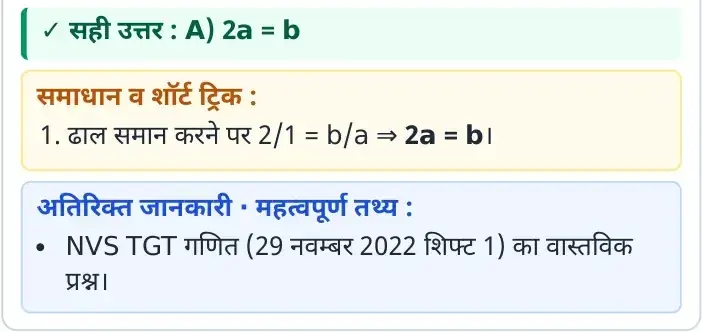 ✓ सही उत्तर : A) 2a = b
समाधान व शॉर्ट ट्रिक :
1. ढाल समान करने पर 2/1 = b/a ⇒ 2a = b।
अतिरिक्त जानकारी · महत्वपूर्ण तथ्य :
• NVS TGT गणित (29 नवम्बर 2022 शिफ्ट 1) का वास्तविक
प्रश्न।